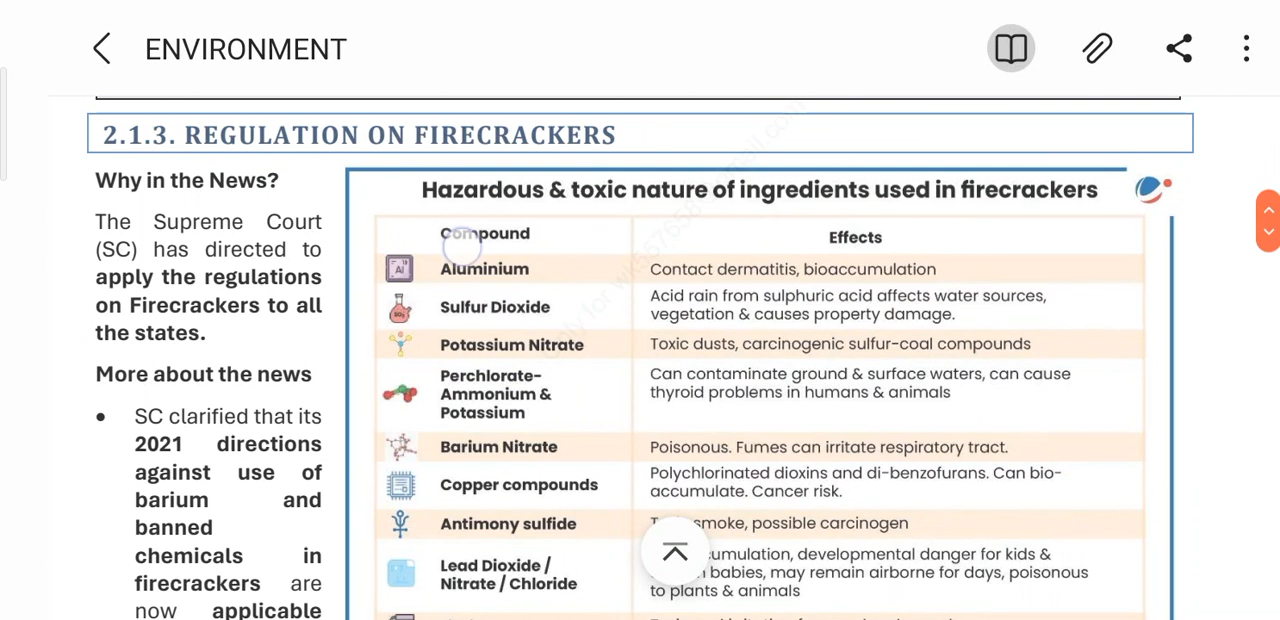 ENVIRONMENT
2.1.3. REGULATION ON FIRECRACKERS
Why in the News?
The Supreme Court
(SC) has directed to
apply the regulations
on Firecrackers to all
the states.
More about the news
• SC clarified that its
2021 directions
against use of
barium and
banned
chemicals in
firecrackers are
now applicable
Hazardous & toxic nature of ingredients used in firecrackers
Compound Effects
Aluminium Contact dermatitis, bioaccumulation
Sulfur Dioxide Acid rain from sulphuric acid affects water sources,
vegetation & causes property damage.
Potassium Nitrate Toxic dusts, carcinogenic sulfur-coal compounds
Perchlorate-
Ammonium &
Potassium
Can contaminate ground & surface waters, can cause
thyroid problems in humans & animals
Barium Nitrate Poisonous. Fumes can irritate respiratory tract.
Copper compounds
Polychlorinated dioxins and di-benzofurans. Can bio-
accumulate. Cancer risk.
Antimony sulfide smoke, possible carcinogen
Lead Dioxide /
Nitrate / Chloride
developmental danger for kids &
babies, may remain airborne for days, poisonous
to plants & animals